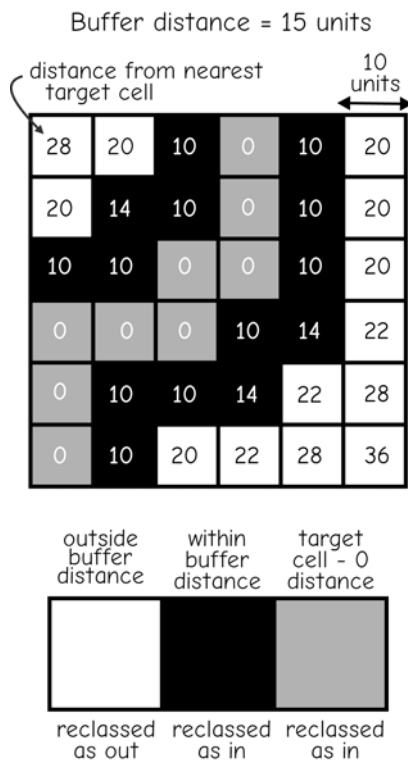 Buffer distance = 15 units
distance from nearest
target cell
10
units
28 20 10 0 10 20
20 14 10 0 10 20
10 10 0 0 10 20
0 0 0 10 14 22
0 10 10 14 22 28
0 10 20 22 28 36
outside
buffer
distance
within
buffer
distance
target
cell - 0
distance
reclassed
as out
reclassed
as in
reclassed
as in